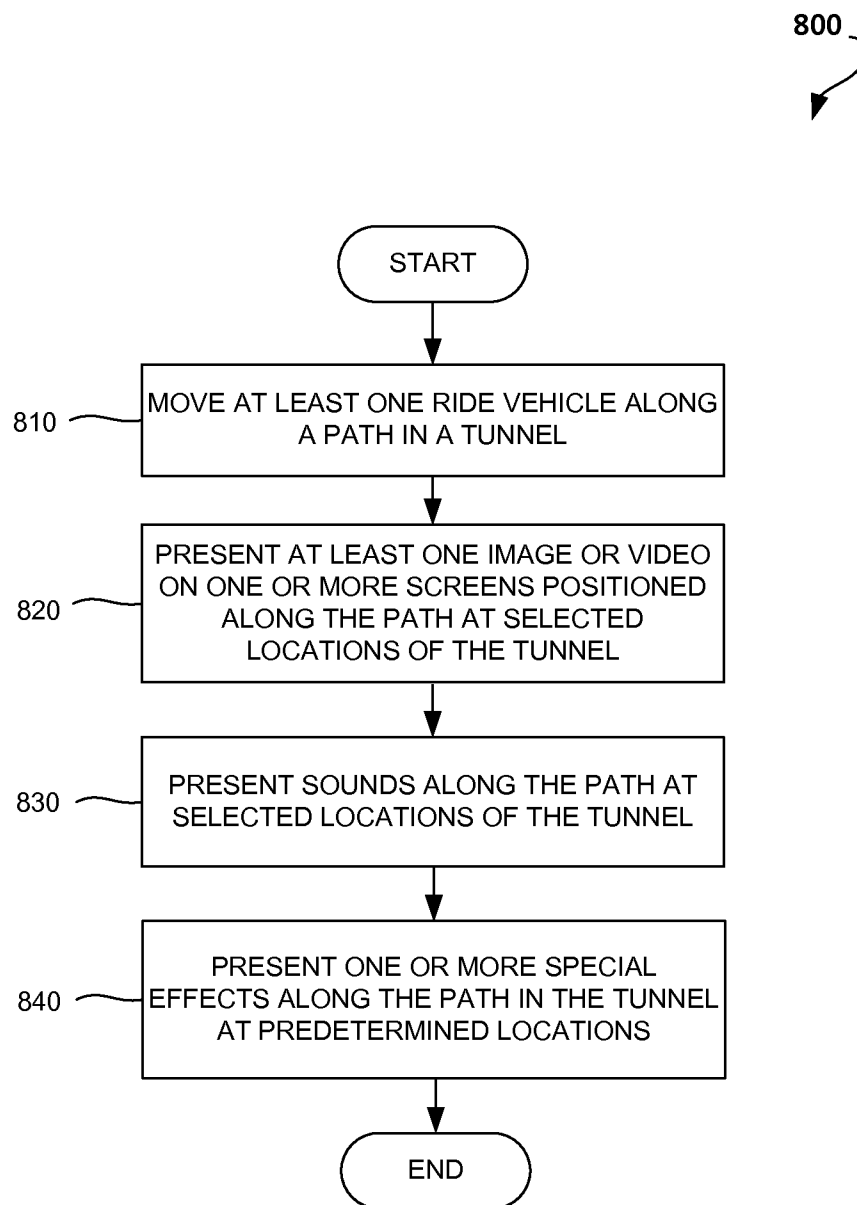 800
START
810
MOVE AT LEAST ONE RIDE VEHICLE ALONG
A PATH IN A TUNNEL
820
PRESENT AT LEAST ONE IMAGE OR VIDEO
ON ONE OR MORE SCREENS POSITIONED
ALONG THE PATH AT SELECTED
LOCATIONS OF THE TUNNEL
830
PRESENT SOUNDS ALONG THE PATH AT
SELECTED LOCATIONS OF THE TUNNEL
840
PRESENT ONE OR MORE SPECIAL
EFFECTS ALONG THE PATH IN THE TUNNEL
AT PREDETERMINED LOCATIONS
END